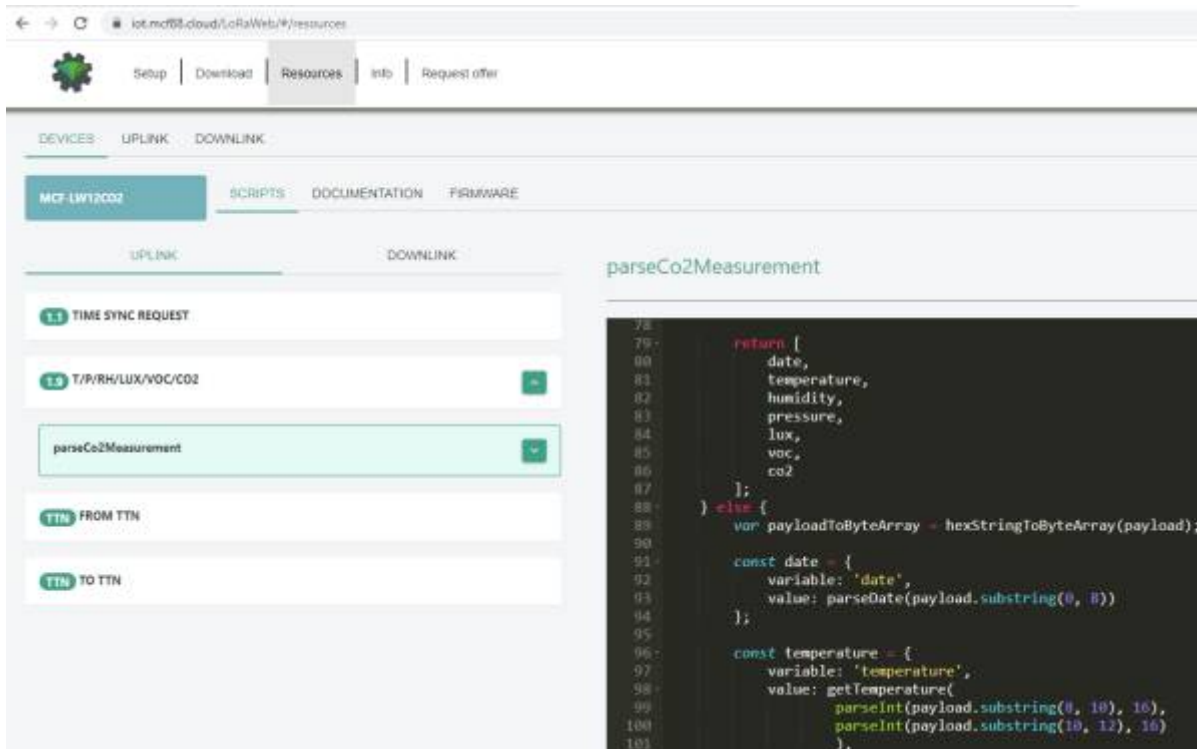 iot.mcf88.cloud/LoRaWeb/#/resources
Setup Download Resources Info Request offer
DEVICES UPLINK DOWNLINK
MCF-LW12CO2 SCRIPTS DOCUMENTATION FIRMWARE
UPLINK DOWNLINK
1.1 TIME SYNC REQUEST
1.9 T/P/RH/LUX/VOC/CO2
parseCo2Measurement
TTN FROM TTN
TTN TO TTN
parseCo2Measurement
78
79 return [
80 date,
81 temperature,
82 humidity,
83 pressure,
84 lux,
85 voc,
86 co2
87 ];
88 } else {
89 var payloadToByteArray = hexStringToByteArray(payload);
90
91 const date = {
92 variable: 'date',
93 value: parseDate(payload.substring(0, 8))
94 };
95
96 const temperature = {
97 variable: 'temperature',
98 value: getTemperature(
99 parseInt(payload.substring(8, 10), 16),
100 parseInt(payload.substring(10, 12), 16)
101 ),